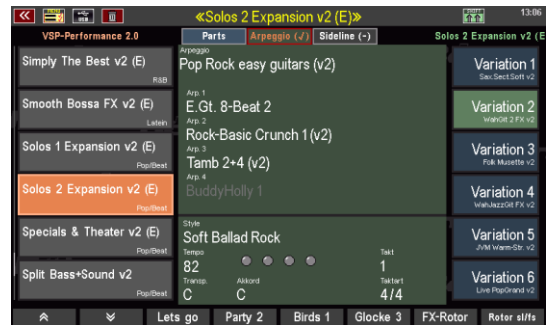 «Solos 2 Expansion v2 (E)»
13:06
VSP-Performance 2.0
Parts
Arpeggio (√)
Sideline (-)
Solos 2 Expansion v2 (E
Simply The Best v2 (E)
R&B
Smooth Bossa FX v2 (E)
Latein
Solos 1 Expansion v2 (E)
Pop/Beat
Solos 2 Expansion v2 (E)
Pop/Beat
Specials & Theater v2 (E)
Pop/Beat
Split Bass+Sound v2
Pop/Beat
Arpeggio
Pop Rock easy guitars (v2)
Arp. 1
E.Gt. 8-Beat 2
Arp. 2
Rock-Basic Crunch 1 (v2)
Arp. 3
Tamb 2+4 (v2)
Arp. 4
BuddyHolly 1
Style
Soft Ballad Rock
Tempo
82
Takt
1
Transp.
C
Akkord
C
Taktart
4/4
Variation 1
Sax.Sect.Soft v2
Variation 2
WahGit 2 FX v2
Variation 3
Folk Musette v2
Variation 4
WahJazzGit FX v2
Variation 5
JVM Warm-Str. v2
Variation 6
Live PopGrand v2
Lets go
Party 2
Birds 1
Glocke 3
FX-Rotor
Rotor sl/fs